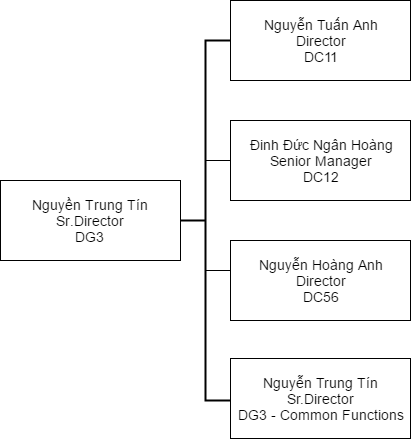 Nguyễn Tuấn Anh
Director
DC11
Đinh Đức Ngân Hoàng
Senior Manager
DC12
Nguyễn Trung Tín
Sr.Director
DG3
Nguyễn Hoàng Anh
Director
DC56
Nguyễn Trung Tín
Sr.Director
DG3 - Common Functions